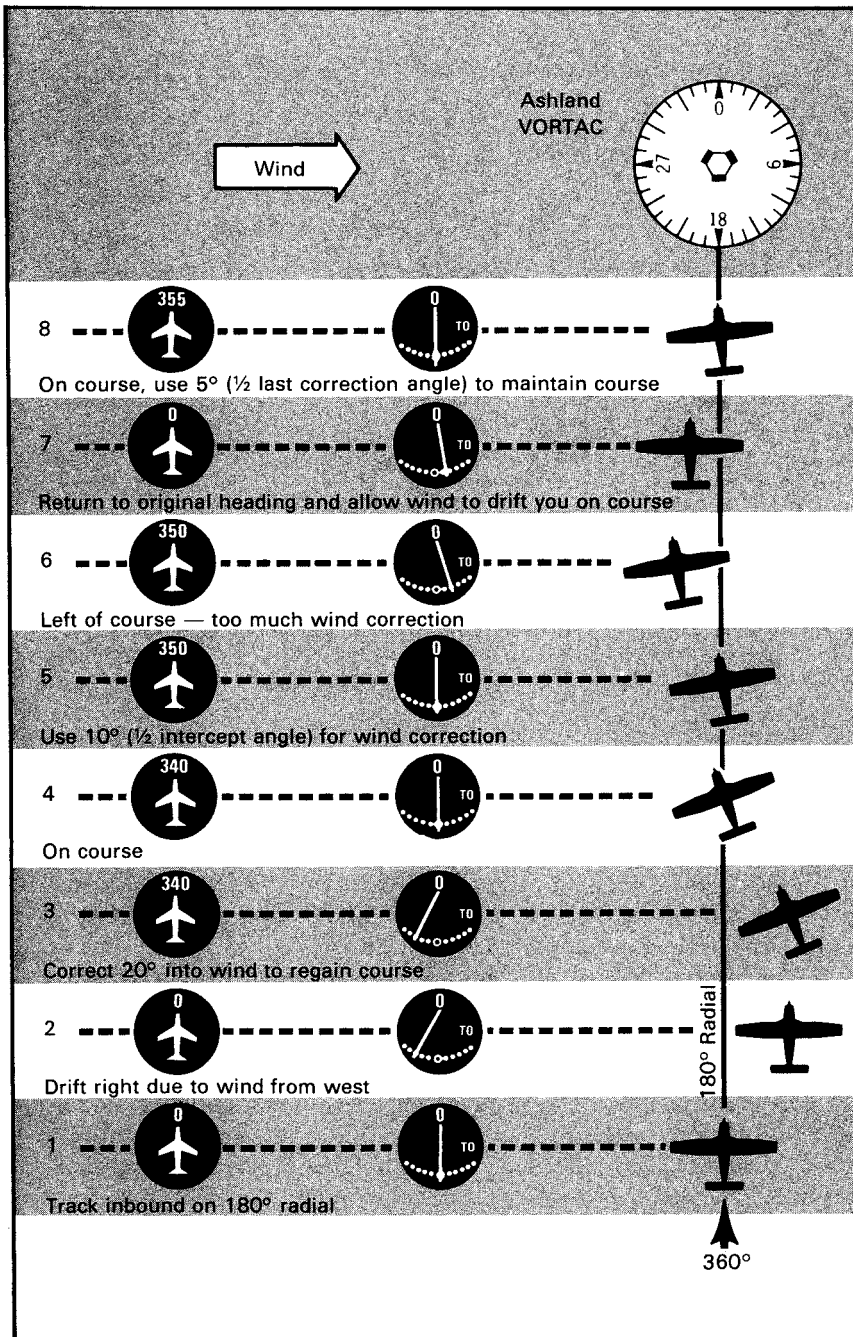 Ashland
VORTAC
Wind
0
27
6
18
8
355
0
TO
On course, use 5° (½ last correction angle) to maintain course
7
0
0
TO
Return to original heading and allow wind to drift you on course
6
350
0
TO
Left of course — too much wind correction
5
350
0
TO
Use 10° (½ intercept angle) for wind correction
4
340
0
TO
On course
3
340
0
TO
Correct 20° into wind to regain course
2
0
0
TO
180° Radial
Drift right due to wind from west
1
0
0
TO
Track inbound on 180° radial
360°